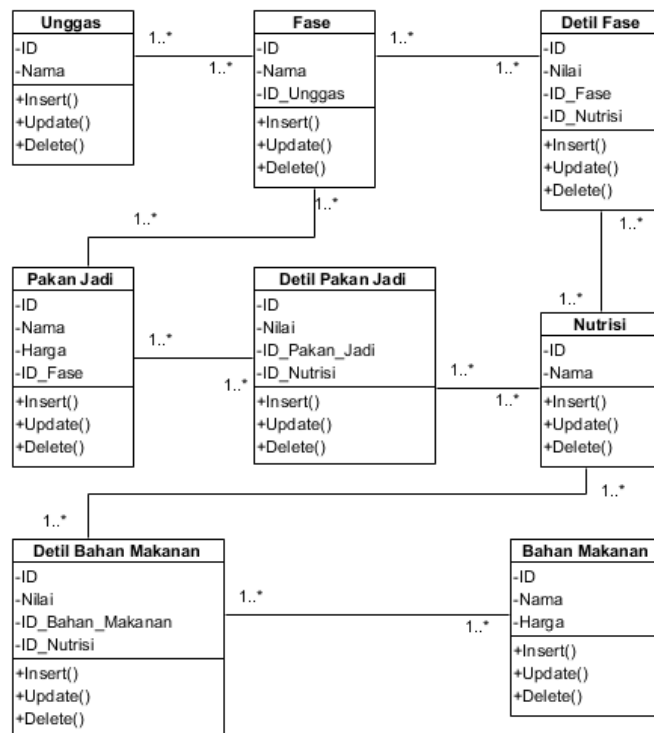 Unggas
-ID
-Nama
+Insert()
+Update()
+Delete()
1..*
1..*
Fase
-ID
-Nama
-ID_Unggas
+Insert()
+Update()
+Delete()
1..*
1..*
Detil Fase
-ID
-Nilai
-ID_Fase
-ID_Nutrisi
+Insert()
+Update()
+Delete()
1..*
1..*
1..*
1..*
Pakan Jadi
-ID
-Nama
-Harga
-ID_Fase
+Insert()
+Update()
+Delete()
1..*
1..*
Detil Pakan Jadi
-ID
-Nilai
-ID_Pakan_Jadi
-ID_Nutrisi
+Insert()
+Update()
+Delete()
1..*
1..*
Nutrisi
-ID
-Nama
+Insert()
+Update()
+Delete()
1..*
1..*
Detil Bahan Makanan
-ID
-Nilai
-ID_Bahan_Makanan
-ID_Nutrisi
+Insert()
+Update()
+Delete()
1..*
1..*
Bahan Makanan
-ID
-Nama
-Harga
+Insert()
+Update()
+Delete()